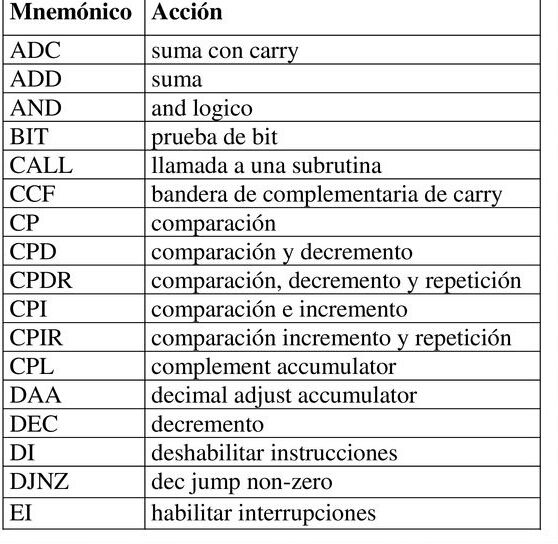 Mnemónico Acción
ADC suma con carry
ADD suma
AND and logico
BIT prueba de bit
CALL llamada a una subrutina
CCF bandera de complementaria de carry
CP comparación
CPD comparación y decremento
CPDR comparación, decremento y repetición
CPI comparación e incremento
CPIR comparación incremento y repetición
CPL complement accumulator
DAA decimal adjust accumulator
DEC decremento
DI deshabilitar instrucciones
DJNZ dec jump non-zero
EI habilitar interrupciones